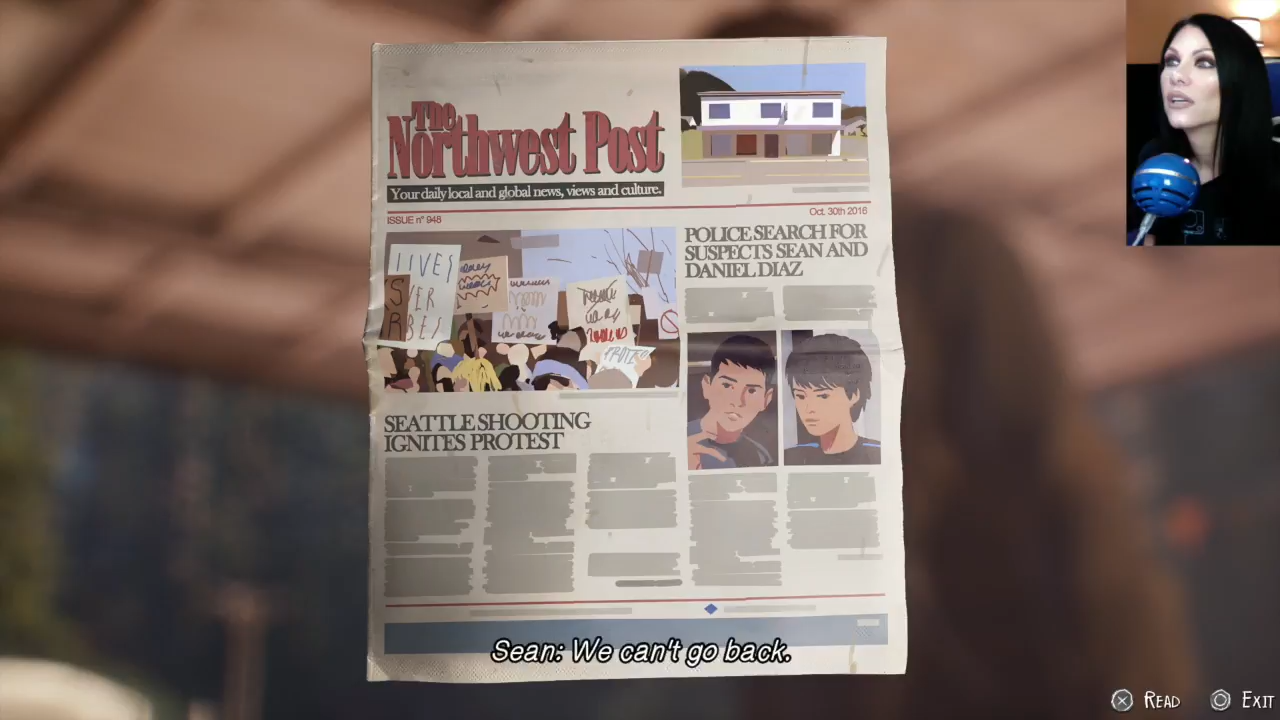 The
Northwest Post
Your daily local and global news, views and culture.
ISSUE n° 948
Oct. 30th 2016
POLICE SEARCH FOR
SUSPECTS SEAN AND
DANIEL DIAZ
LIVES
SEATTLE SHOOTING
IGNITES PROTEST
Sean: We can't go back.
READ
EXIT